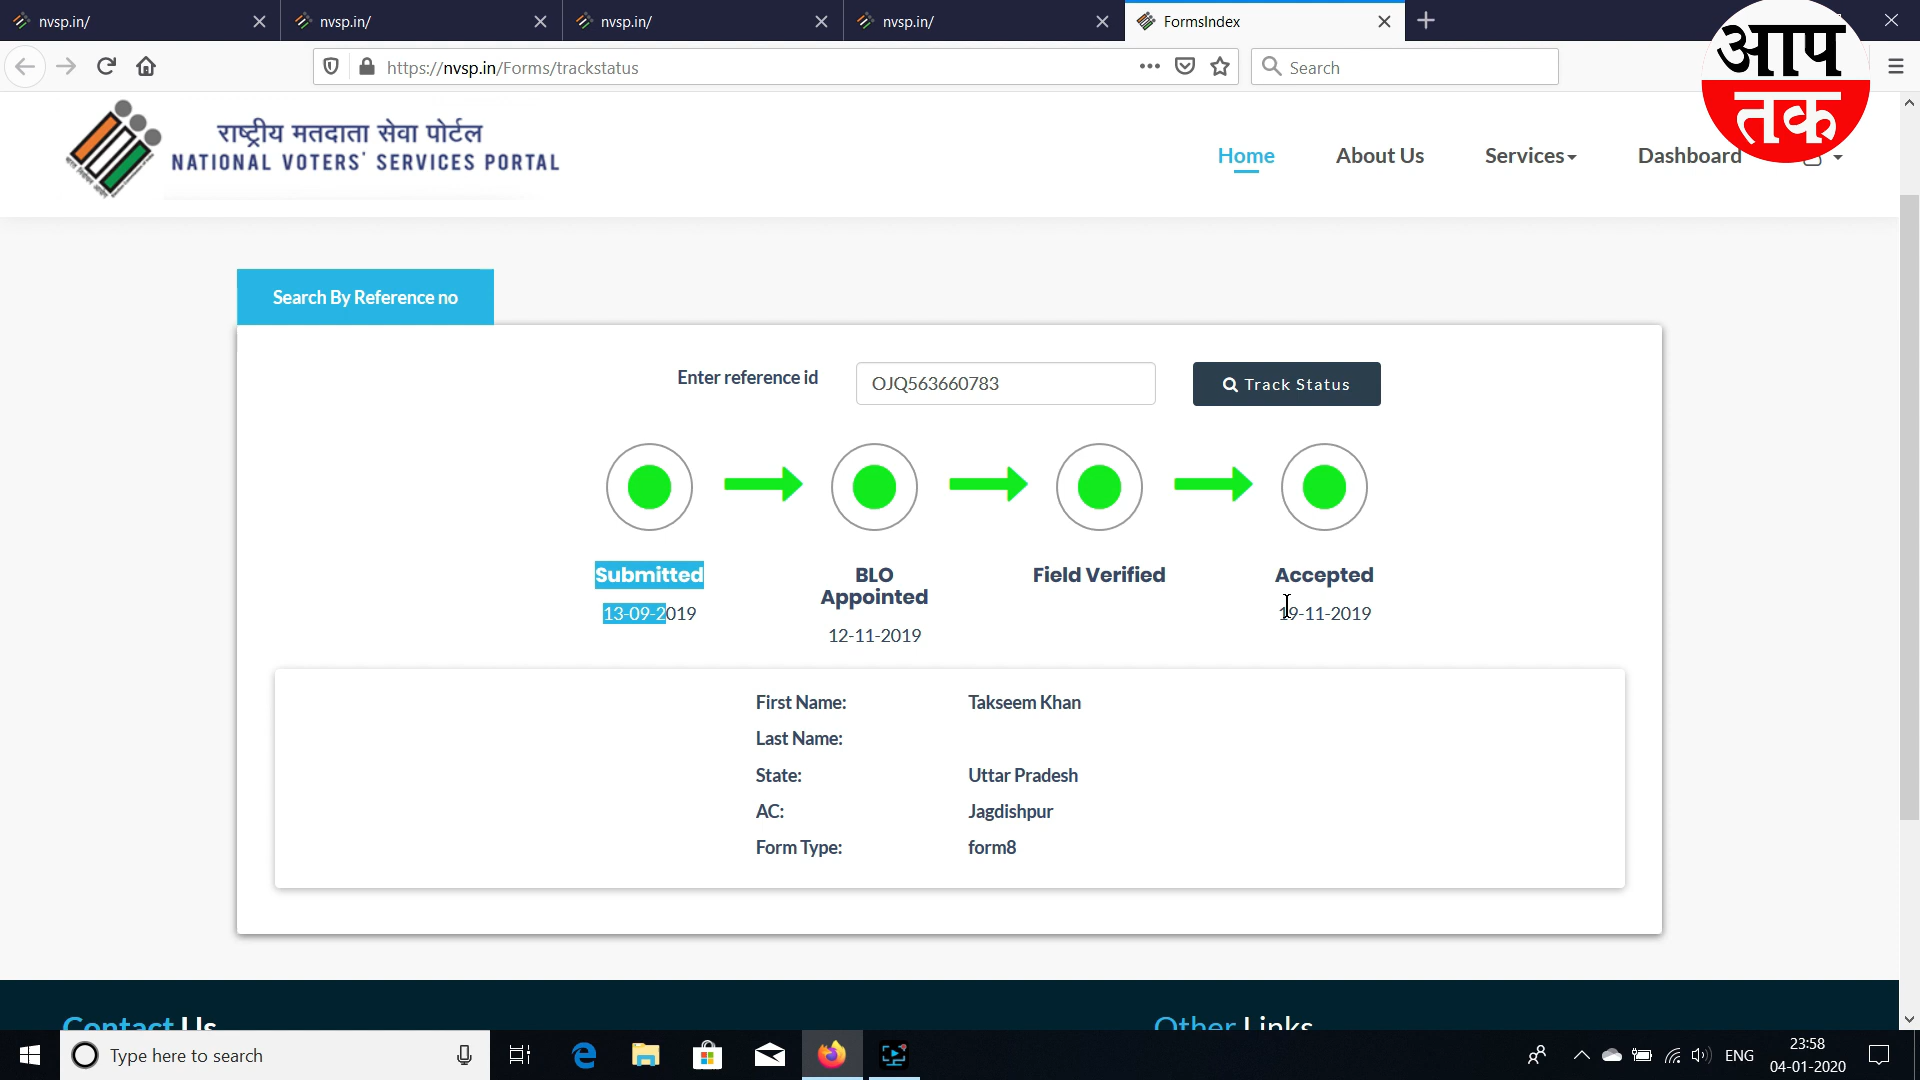 nvsp.in/
nvsp.in/
nvsp.in/
nvsp.in/
FormsIndex
https://nvsp.in/Forms/trackstatus
Search
आप
तक
राष्ट्रीय मतदाता सेवा पोर्टल
NATIONAL VOTERS' SERVICES PORTAL
Home
About Us
Services
Dashboard
Search By Reference no
Enter reference id
OJQ563660783
Track Status
Submitted
13-09-2019
BLO
Appointed
12-11-2019
Field Verified
Accepted
19-11-2019
First Name:
Takseem Khan
Last Name:
State:
Uttar Pradesh
AC:
Jagdishpur
Form Type:
form8
Contact Us
Other Links
Type here to search
ENG
23:58
04-01-2020